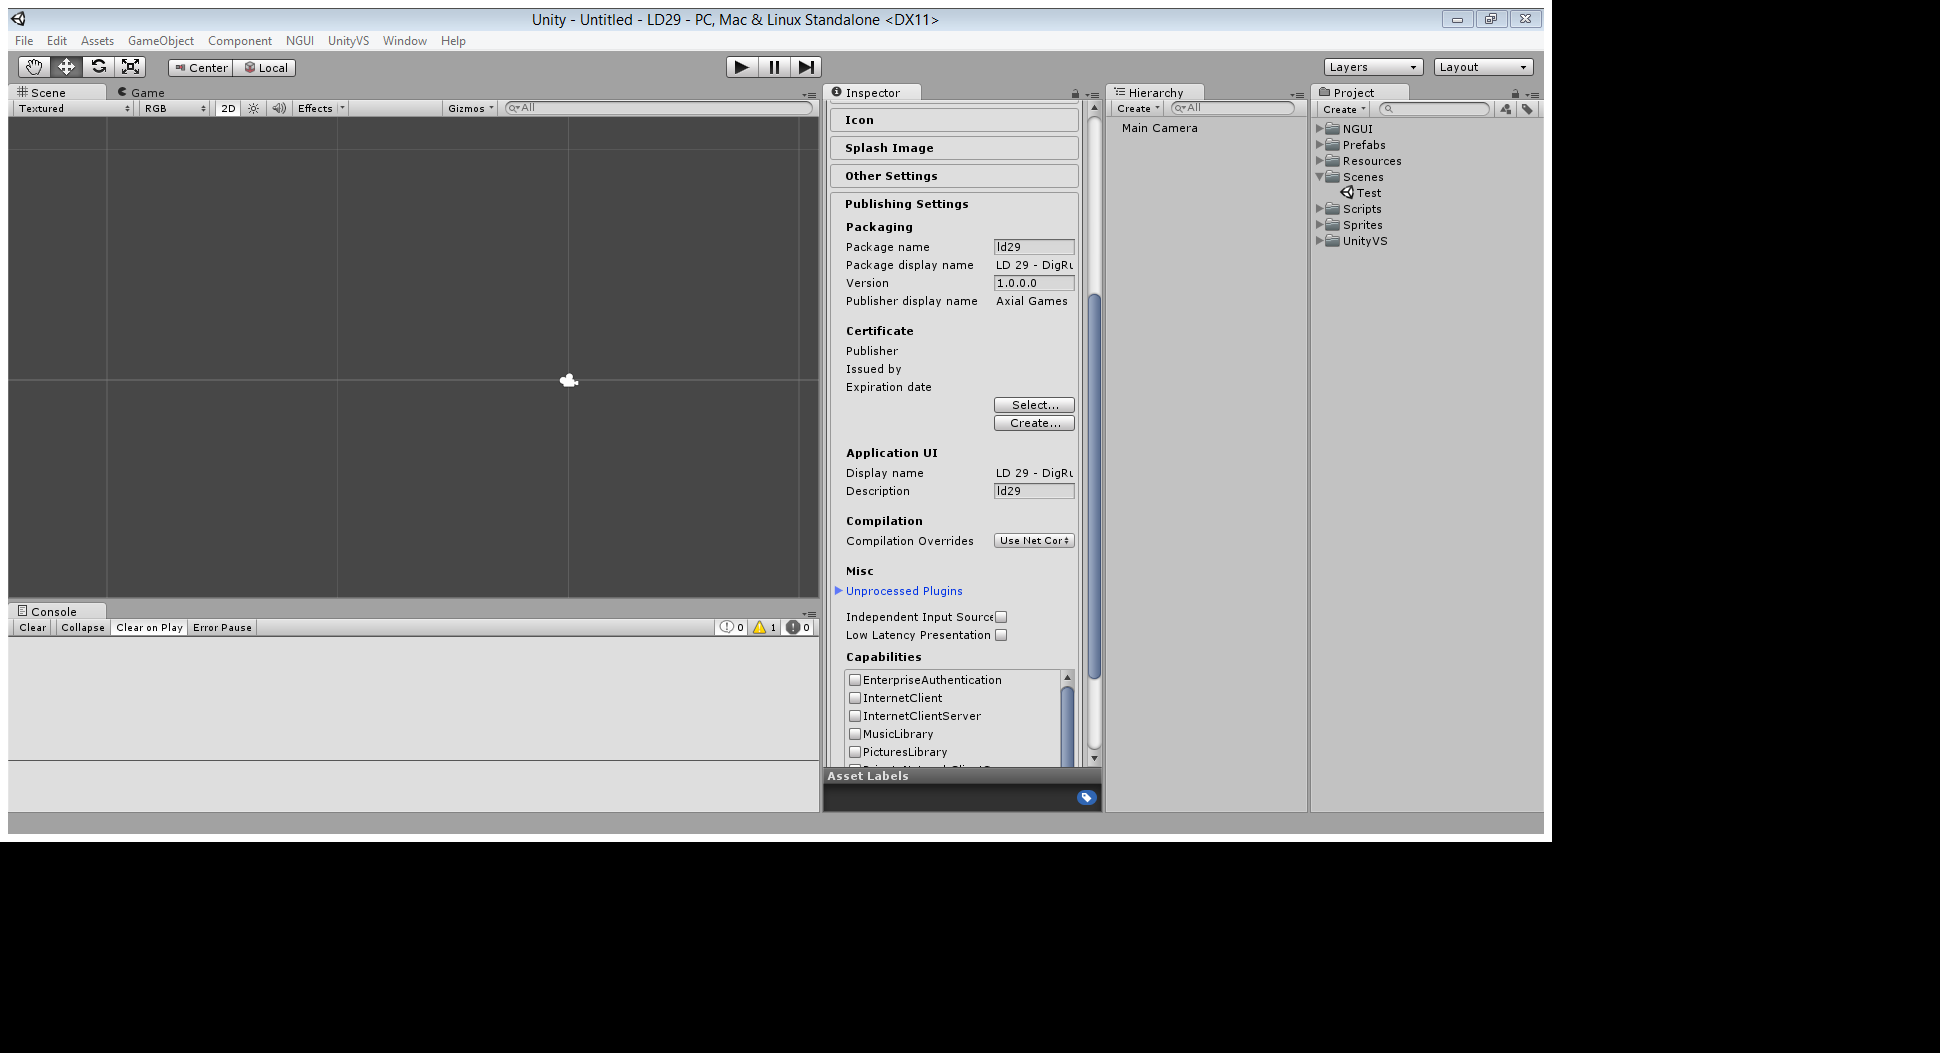 Unity - Untitled - LD29 - PC, Mac & Linux Standalone <DX11>
File Edit Assets GameObject Component NGUI UnityVS Window Help
Center Local Layers Layout
Scene Game
Textured RGB 2D Effects Gizmos All
Inspector
Icon
Splash Image
Other Settings
Publishing Settings
Packaging
Package name ld29
Package display name LD 29 - DigRu
Version 1.0.0.0
Publisher display name Axial Games
Certificate
Publisher
Issued by
Expiration date
Select...
Create...
Application UI
Display name LD 29 - DigRu
Description ld29
Compilation
Compilation Overrides Use Net Cor
Misc
Unprocessed Plugins
Independent Input Source
Low Latency Presentation
Capabilities
EnterpriseAuthentication
InternetClient
InternetClientServer
MusicLibrary
PicturesLibrary
Asset Labels
Hierarchy
Create All
Main Camera
Project
Create
NGUI
Prefabs
Resources
Scenes
Test
Scripts
Sprites
UnityVS
Console
Clear Collapse Clear on Play Error Pause 0 1 0